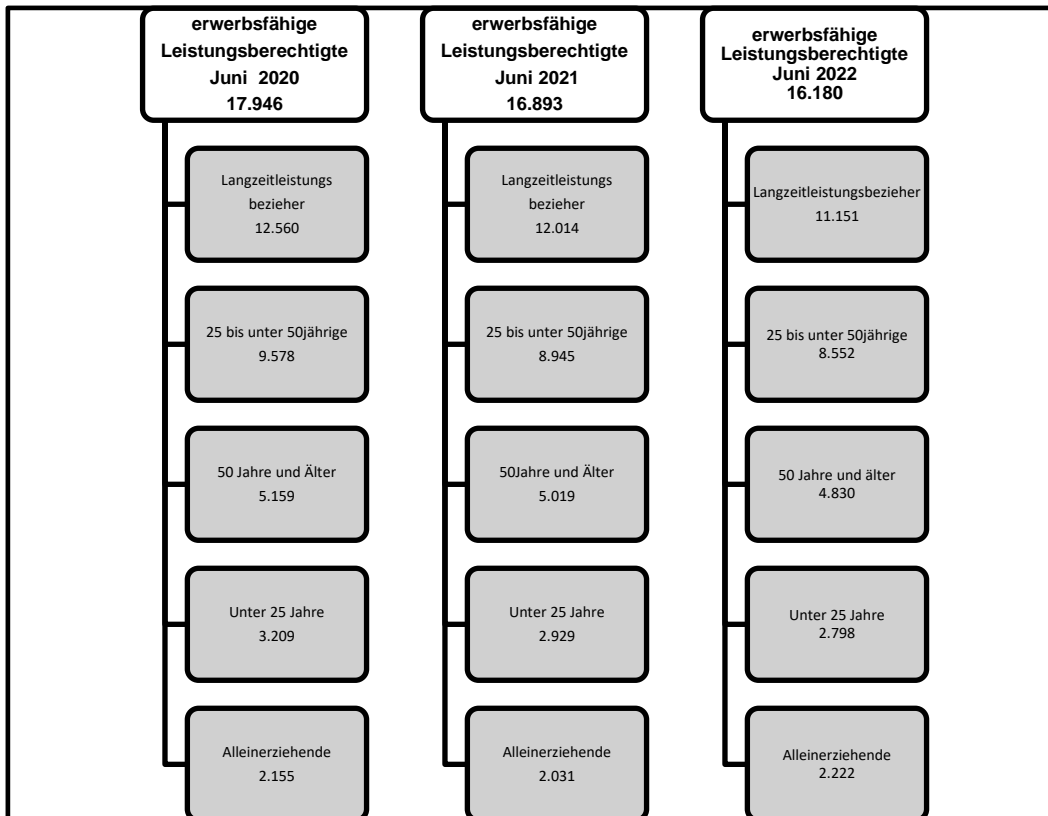 erwerbsfähige
Leistungsberechtigte
Juni 2020
17.946
Langzeitleistungs
bezieher
12.560
25 bis unter 50jährige
9.578
50 Jahre und Älter
5.159
Unter 25 Jahre
3.209
Alleinerziehende
2.155
erwerbsfähige
Leistungsberechtigte
Juni 2021
16.893
Langzeitleistungs
bezieher
12.014
25 bis unter 50jährige
8.945
50Jahre und Älter
5.019
Unter 25 Jahre
2.929
Alleinerziehende
2.031
erwerbsfähige
Leistungsberechtigte
Juni 2022
16.180
Langzeitleistungsbezieher
11.151
25 bis unter 50jährige
8.552
50 Jahre und älter
4.830
Unter 25 Jahre
2.798
Alleinerziehende
2.222